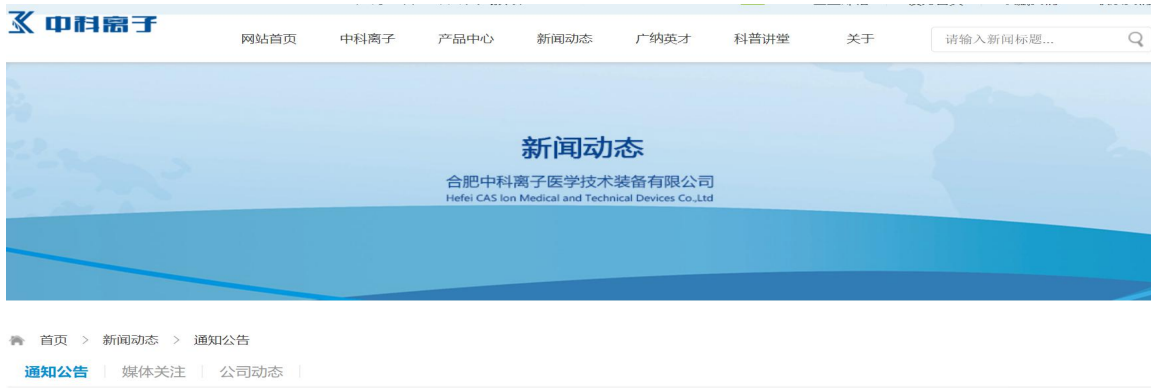 中科离子
网站首页 中科离子 产品中心 新闻动态 广纳英才 科普讲堂 关于 请输入新闻标题...
新闻动态
合肥中科离子医学技术装备有限公司
Hefei CAS Ion Medical and Technical Devices Co.,Ltd
首页 > 新闻动态 > 通知公告
通知公告 | 媒体关注 | 公司动态 |